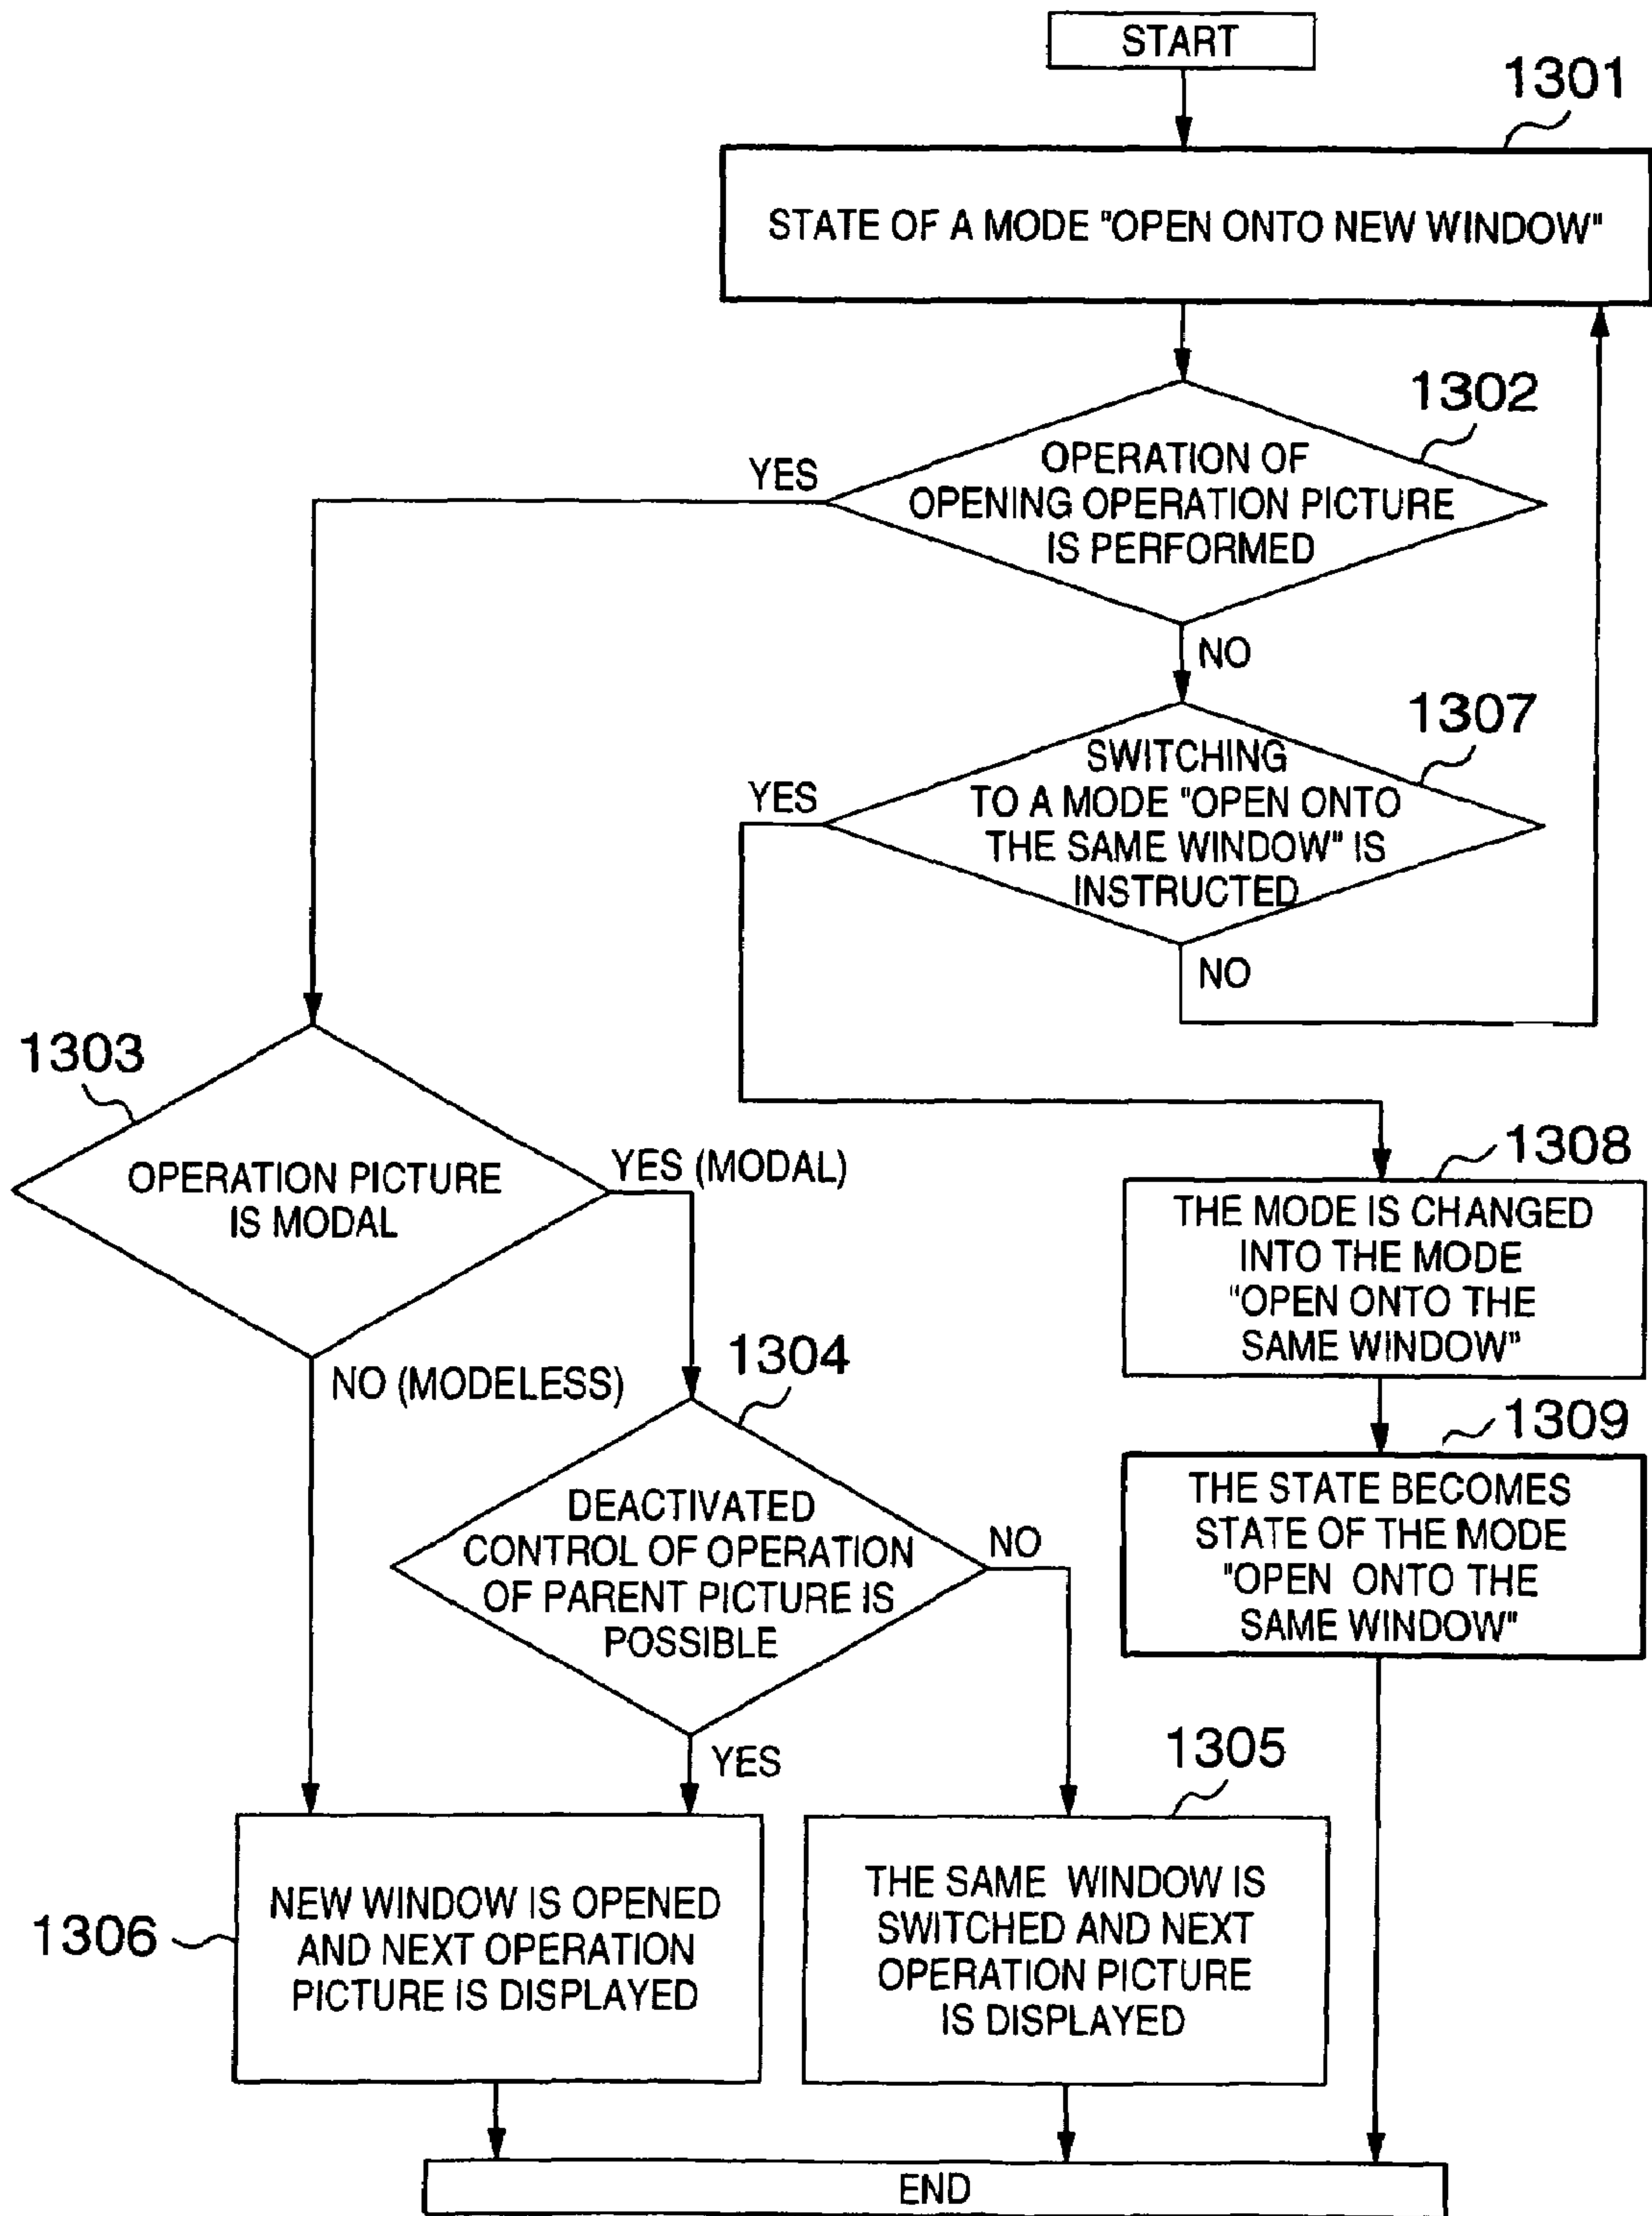 START
1301
STATE OF A MODE "OPEN ONTO NEW WINDOW"
1302
YES
OPERATION OF
OPENING OPERATION PICTURE
IS PERFORMED
NO
1307
YES
SWITCHING
TO A MODE "OPEN ONTO
THE SAME WINDOW" IS
INSTRUCTED
NO
1303
OPERATION PICTURE
IS MODAL
YES (MODAL)
NO (MODELESS)
1308
THE MODE IS CHANGED
INTO THE MODE
"OPEN ONTO THE
SAME WINDOW"
1304
DEACTIVATED
CONTROL OF OPERATION
OF PARENT PICTURE IS
POSSIBLE
NO
YES
1309
THE STATE BECOMES
STATE OF THE MODE
"OPEN ONTO THE
SAME WINDOW"
1306
NEW WINDOW IS OPENED
AND NEXT OPERATION
PICTURE IS DISPLAYED
1305
THE SAME WINDOW IS
SWITCHED AND NEXT
OPERATION PICTURE
IS DISPLAYED
END